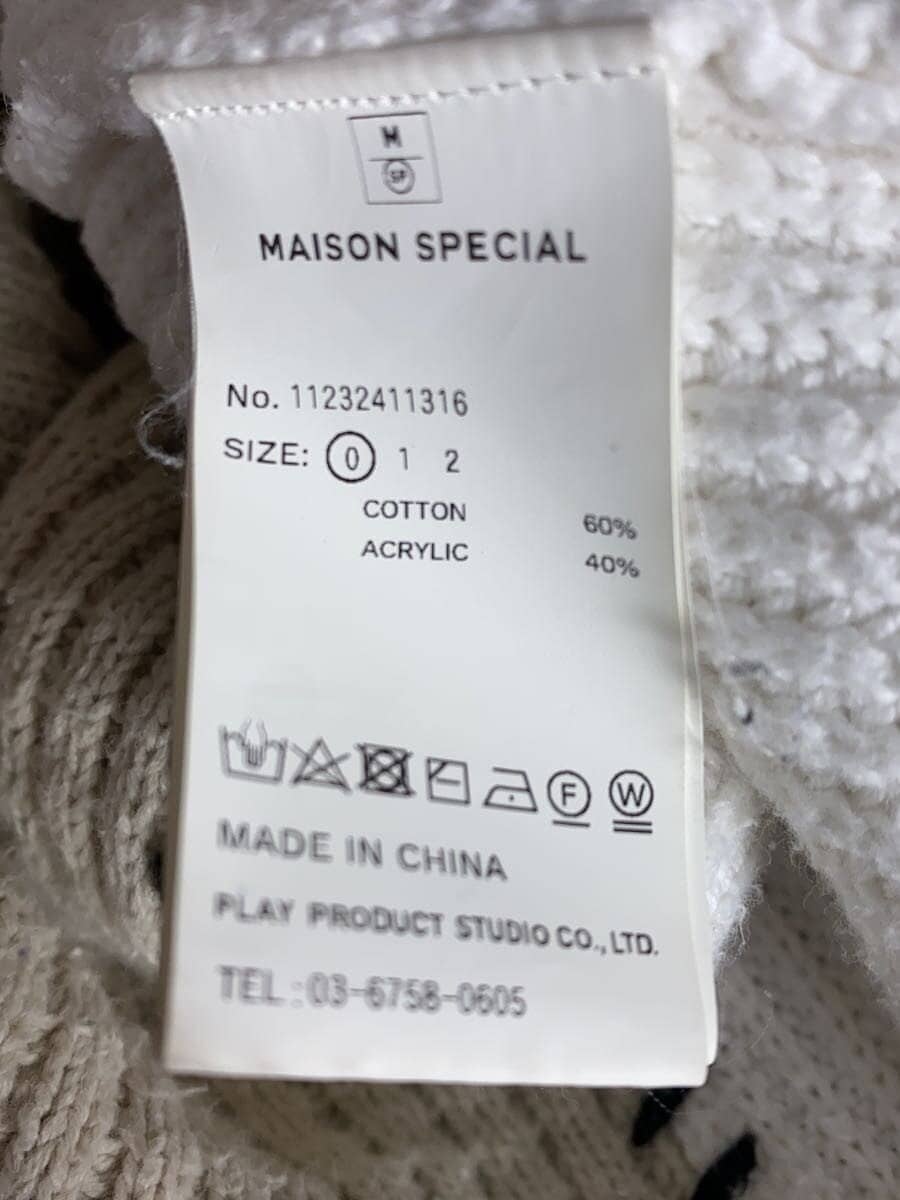 M
SP
MAISON SPECIAL
No. 11232411316
SIZE: 0 1 2
COTTON 60%
ACRYLIC 40%
F W
MADE IN CHINA
PLAY PRODUCT STUDIO CO., LTD.
TEL:03-6758-0605